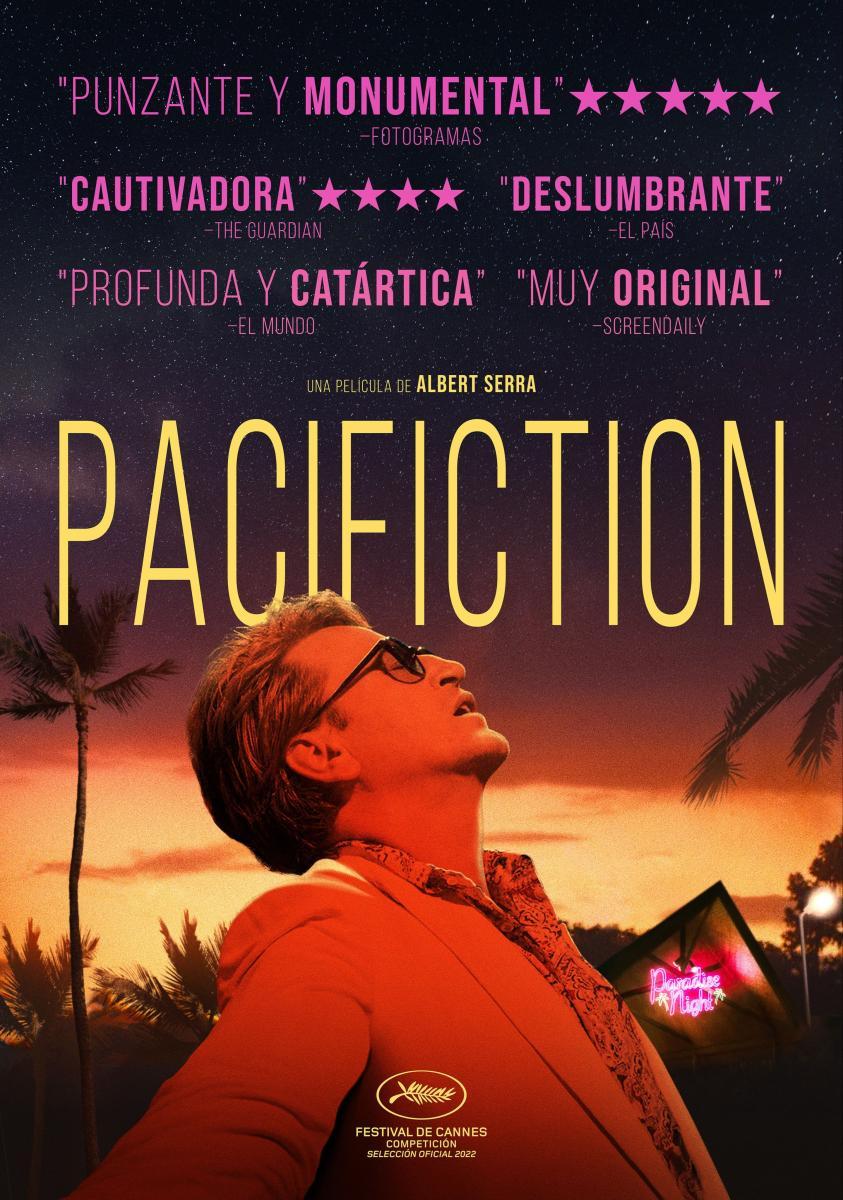 "PUNZANTE Y MONUMENTAL" ★★★★★
–FOTOGRAMAS
"CAUTIVADORA" ★★★★ "DESLUMBRANTE"
–THE GUARDIAN –EL PAÍS
"PROFUNDA Y CATÁRTICA" "MUY ORIGINAL"
–EL MUNDO –SCREENDAILY
UNA PELÍCULA DE ALBERT SERRA
PACIFICTION
Paradise
Night
FESTIVAL DE CANNES
COMPETICIÓN
SELECCIÓN OFICIAL 2022